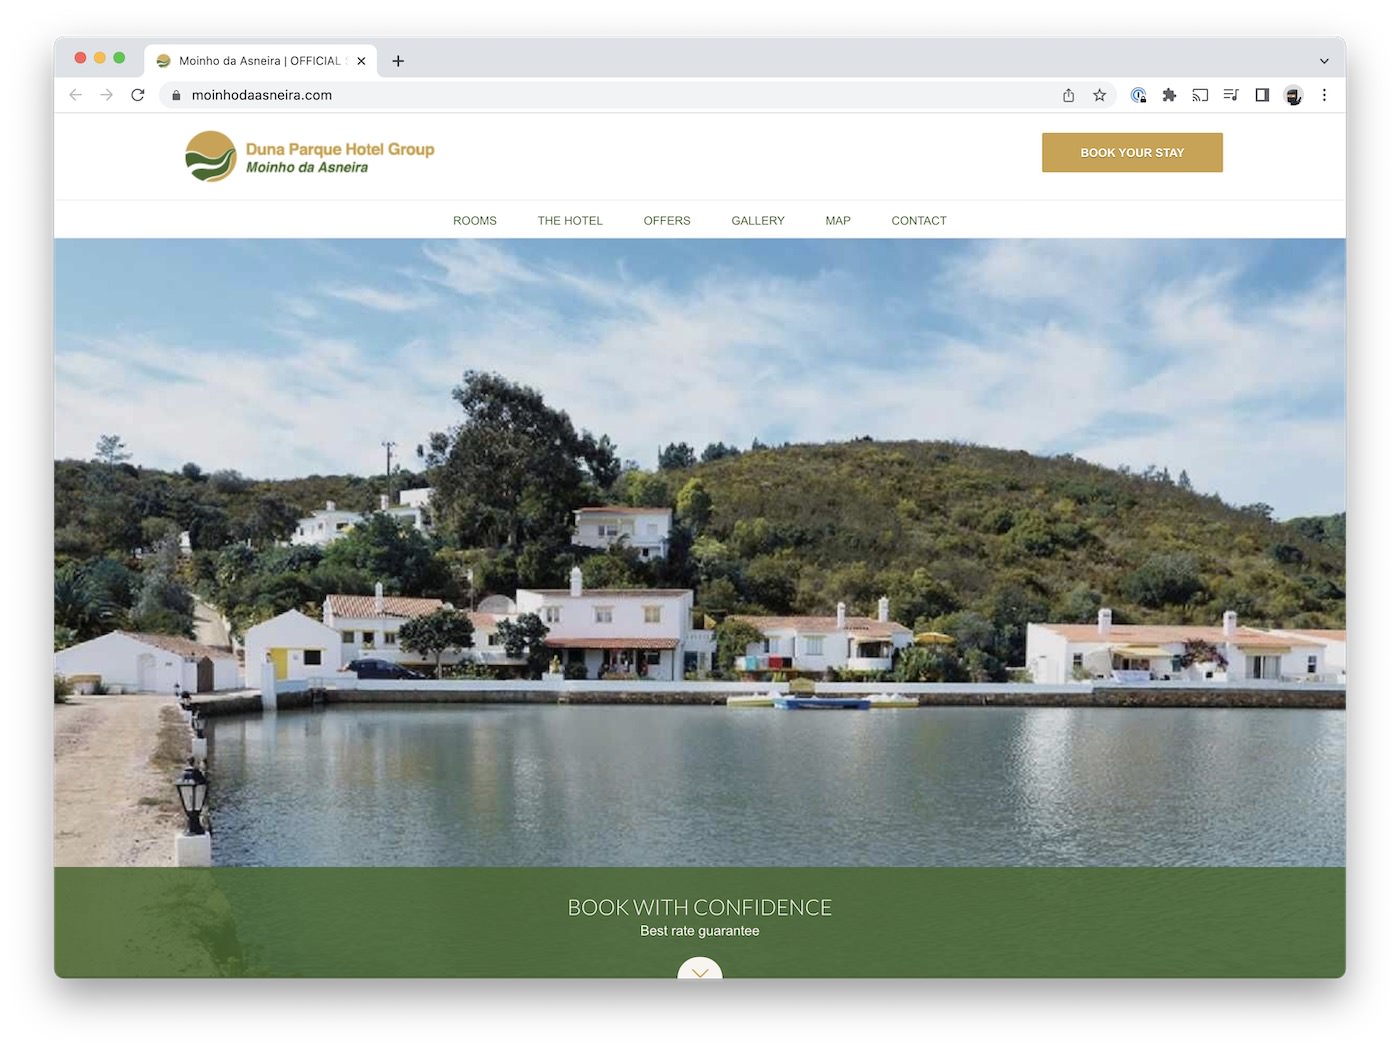 Moinho da Asneira | OFFICIAL
moinhodaasneira.com
Duna Parque Hotel Group
Moinho da Asneira
BOOK YOUR STAY
ROOMS THE HOTEL OFFERS GALLERY MAP CONTACT
BOOK WITH CONFIDENCE
Best rate guarantee